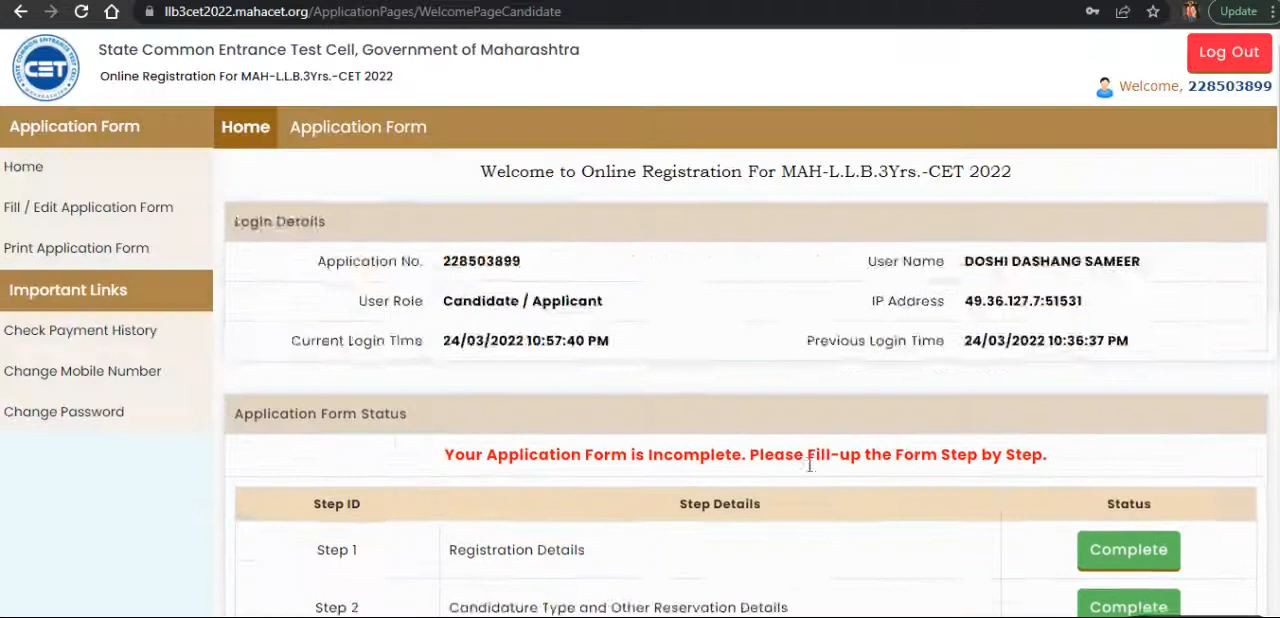 llb3cet2022.mahacet.org/ApplicationPages/WelcomePageCandidate
Update
State Common Entrance Test Cell, Government of Maharashtra
Online Registration For MAH-L.L.B.3Yrs.-CET 2022
CET
Log Out
Welcome, 228503899
Application Form
Home Application Form
Home
Fill / Edit Application Form
Print Application Form
Important Links
Check Payment History
Change Mobile Number
Change Password
Welcome to Online Registration For MAH-L.L.B.3Yrs.-CET 2022
Login Details
Application No. 228503899 User Name DOSHI DASHANG SAMEER
User Role Candidate / Applicant IP Address 49.36.127.7:51531
Current Login Time 24/03/2022 10:57:40 PM Previous Login Time 24/03/2022 10:36:37 PM
Application Form Status
Your Application Form is Incomplete. Please Fill-up the Form Step by Step.
Step ID Step Details Status
Step 1 Registration Details Complete
Step 2 Candidature Type and Other Reservation Details Complete